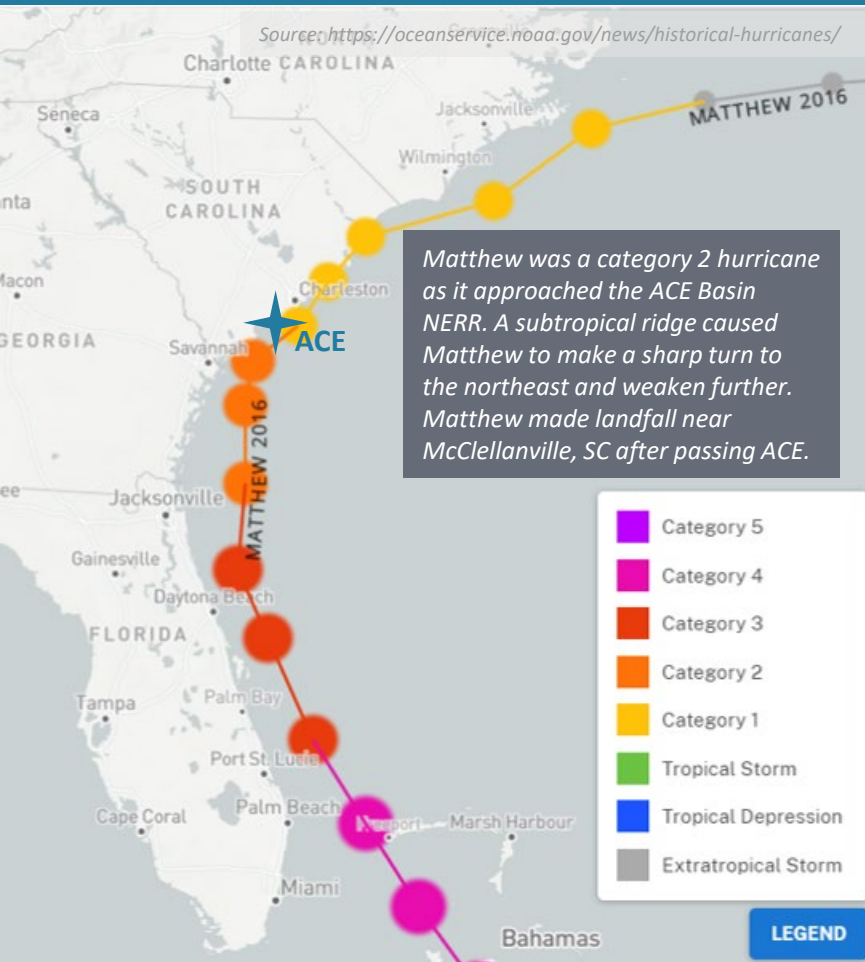 Source: https://oceanservice.noaa.gov/news/historical-hurricanes/
NORTH
CAROLINA
Charlotte
Greenville
Seneca
Jacksonville
MATTHEW 2016
Wilmington
SOUTH
CAROLINA
nta
Macon
Charleston
GEORGIA
Savannah
ACE
Matthew was a category 2 hurricane
as it approached the ACE Basin
NERR. A subtropical ridge caused
Matthew to make a sharp turn to
the northeast and weaken further.
Matthew made landfall near
McClellanville, SC after passing ACE.
MATTHEW 2016
ee
Jacksonville
Gainesville
Daytona Beach
FLORIDA
Tampa
Palm Bay
Port St. Lucie
Cape Coral
Palm Beach
Freeport
Marsh Harbour
Miami
Bahamas
Category 5
Category 4
Category 3
Category 2
Category 1
Tropical Storm
Tropical Depression
Extratropical Storm
LEGEND